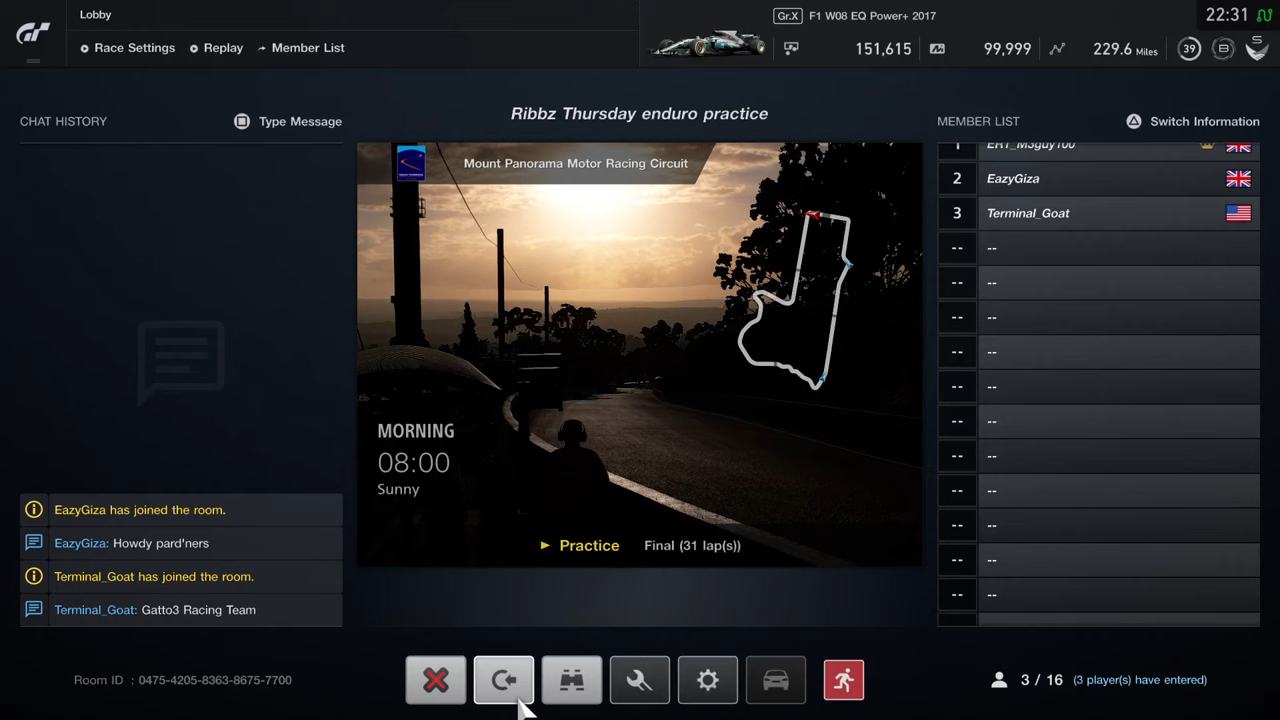 Lobby
Race Settings
Replay
Member List
Gr.X
F1 W08 EQ Power+ 2017
151,615
99,999
229.6 Miles
39
B
S
22:31
CHAT HISTORY
Type Message
Ribbz Thursday enduro practice
MEMBER LIST
Switch Information
Mount Panorama Motor Racing Circuit
1 ERT_M3guy100
2 EazyGiza
3 Terminal_Goat
-- --
-- --
-- --
-- --
-- --
-- --
-- --
-- --
-- --
-- --
-- --
MORNING
08:00
Sunny
Practice
Final (31 lap(s))
EazyGiza has joined the room.
EazyGiza: Howdy pard'ners
Terminal_Goat has joined the room.
Terminal_Goat: Gatto3 Racing Team
Room ID : 0475-4205-8363-8675-7700
3 / 16
(3 player(s) have entered)